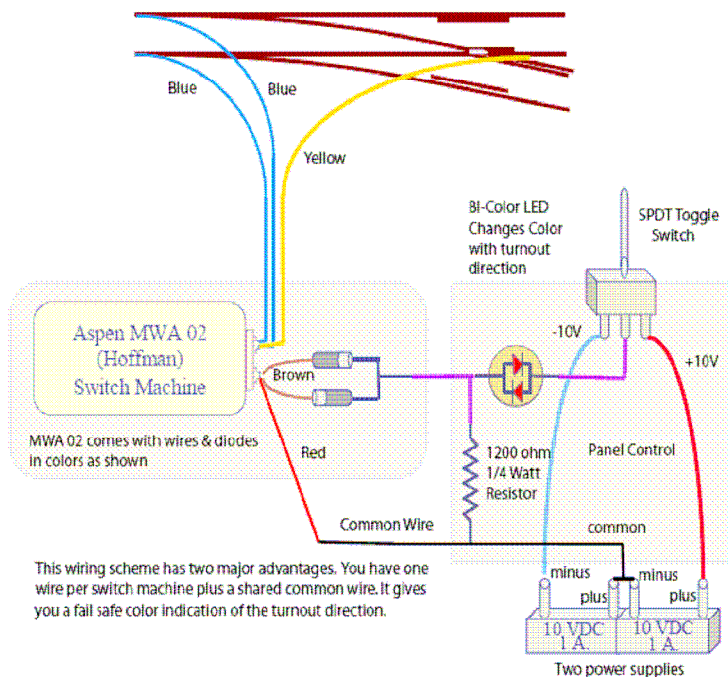 Blue
Blue
Yellow
BI-Color LED
Changes Color
with turnout
direction
SPDT Toggle
Switch
-10V
+10V
Aspen MWA 02
(Hoffman)
Switch Machine
Brown
MWA 02 comes with wires & diodes
in colors as shown
Red
1200 ohm
1/4 Watt
Resistor
Panel Control
Common Wire
common
This wiring scheme has two major advantages. You have one
wire per switch machine plus a shared common wire. It gives
you a fail safe color indication of the turnout direction.
minus
plus
minus
plus
10 VDC
1 A.
10 VDC
1 A.
Two power supplies